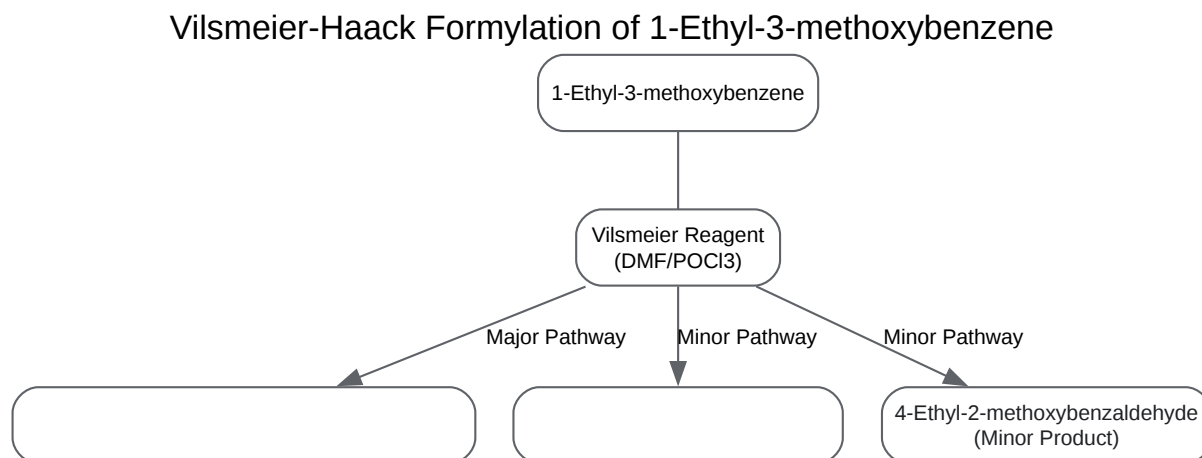 Vilsmeier-Haack Formylation of 1-Ethyl-3-methoxybenzene
1-Ethyl-3-methoxybenzene
Vilsmeier Reagent
(DMF/POCl3)
Major Pathway
Minor Pathway
Minor Pathway
4-Ethyl-2-methoxybenzaldehyde
(Minor Product)